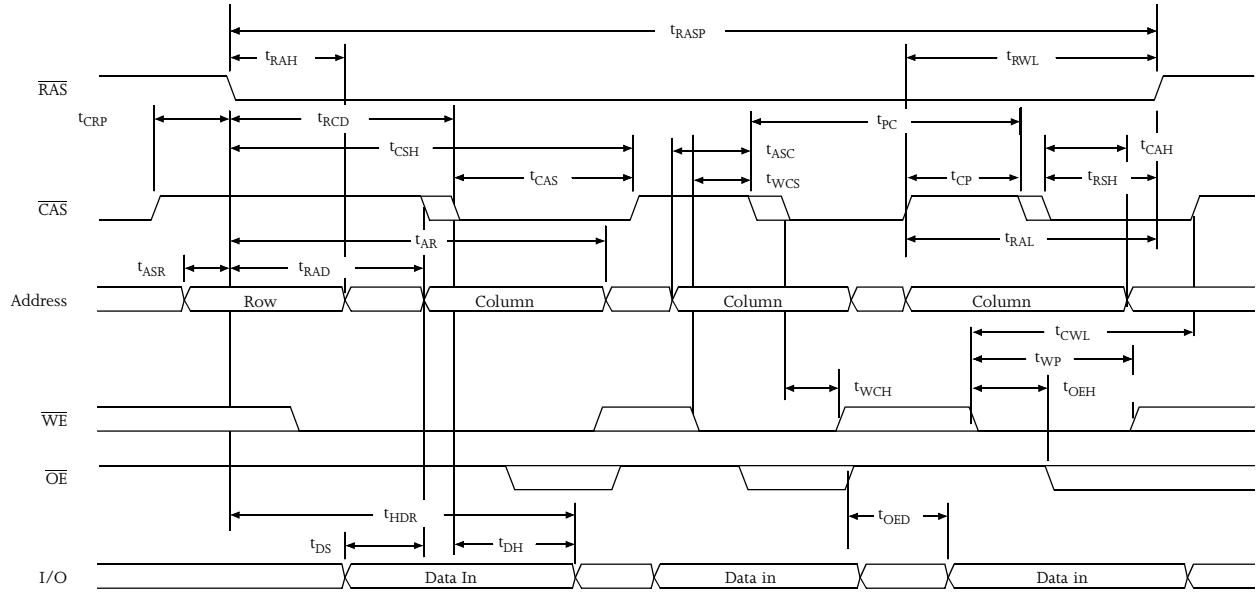 tRASP
tRAH tRWL
RAS
tCRP tRCD tPC
tCSH tASC tCAH
tCAS tWCS tCP tRSH
CAS
tAR tRAL
tASR tRAD
Address Row Column Column Column
tCWL
tWP
tWCH tOEH
WE
OE
tHDR tOED
tDS tDH
I/O Data In Data in Data in